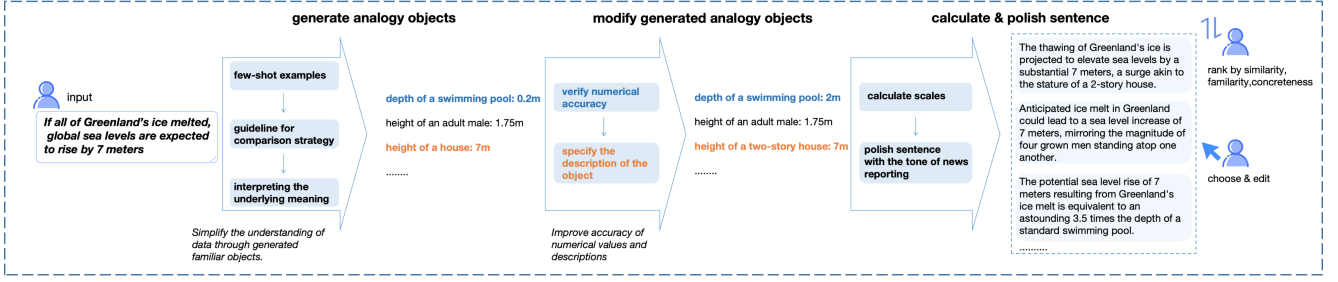 generate analogy objects
modify generated analogy objects
calculate & polish sentence
input
If all of Greenland's ice melted,
global sea levels are expected
to rise by 7 meters
few-shot examples
guideline for
comparison strategy
interpreting the
underlying meaning
Simplify the understanding of
data through generated
familiar objects.
depth of a swimming pool: 0.2m
height of an adult male: 1.75m
height of a house: 7m
........
verify numerical
accuracy
specify the
description of the
object
Improve accuracy of
numerical values and
descriptions
depth of a swimming pool: 2m
height of an adult male: 1.75m
height of a two-story house: 7m
........
calculate scales
polish sentence
with the tone of news
reporting
The thawing of Greenland's ice is
projected to elevate sea levels by a
substantial 7 meters, a surge akin to
the stature of a 2-story house.
Anticipated ice melt in Greenland
could lead to a sea level increase of
7 meters, mirroring the magnitude of
four grown men standing atop one
another.
The potential sea level rise of 7
meters resulting from Greenland's
ice melt is equivalent to an
astounding 3.5 times the depth of a
standard swimming pool.
..........
rank by similarity,
familarity,concreteness
choose & edit